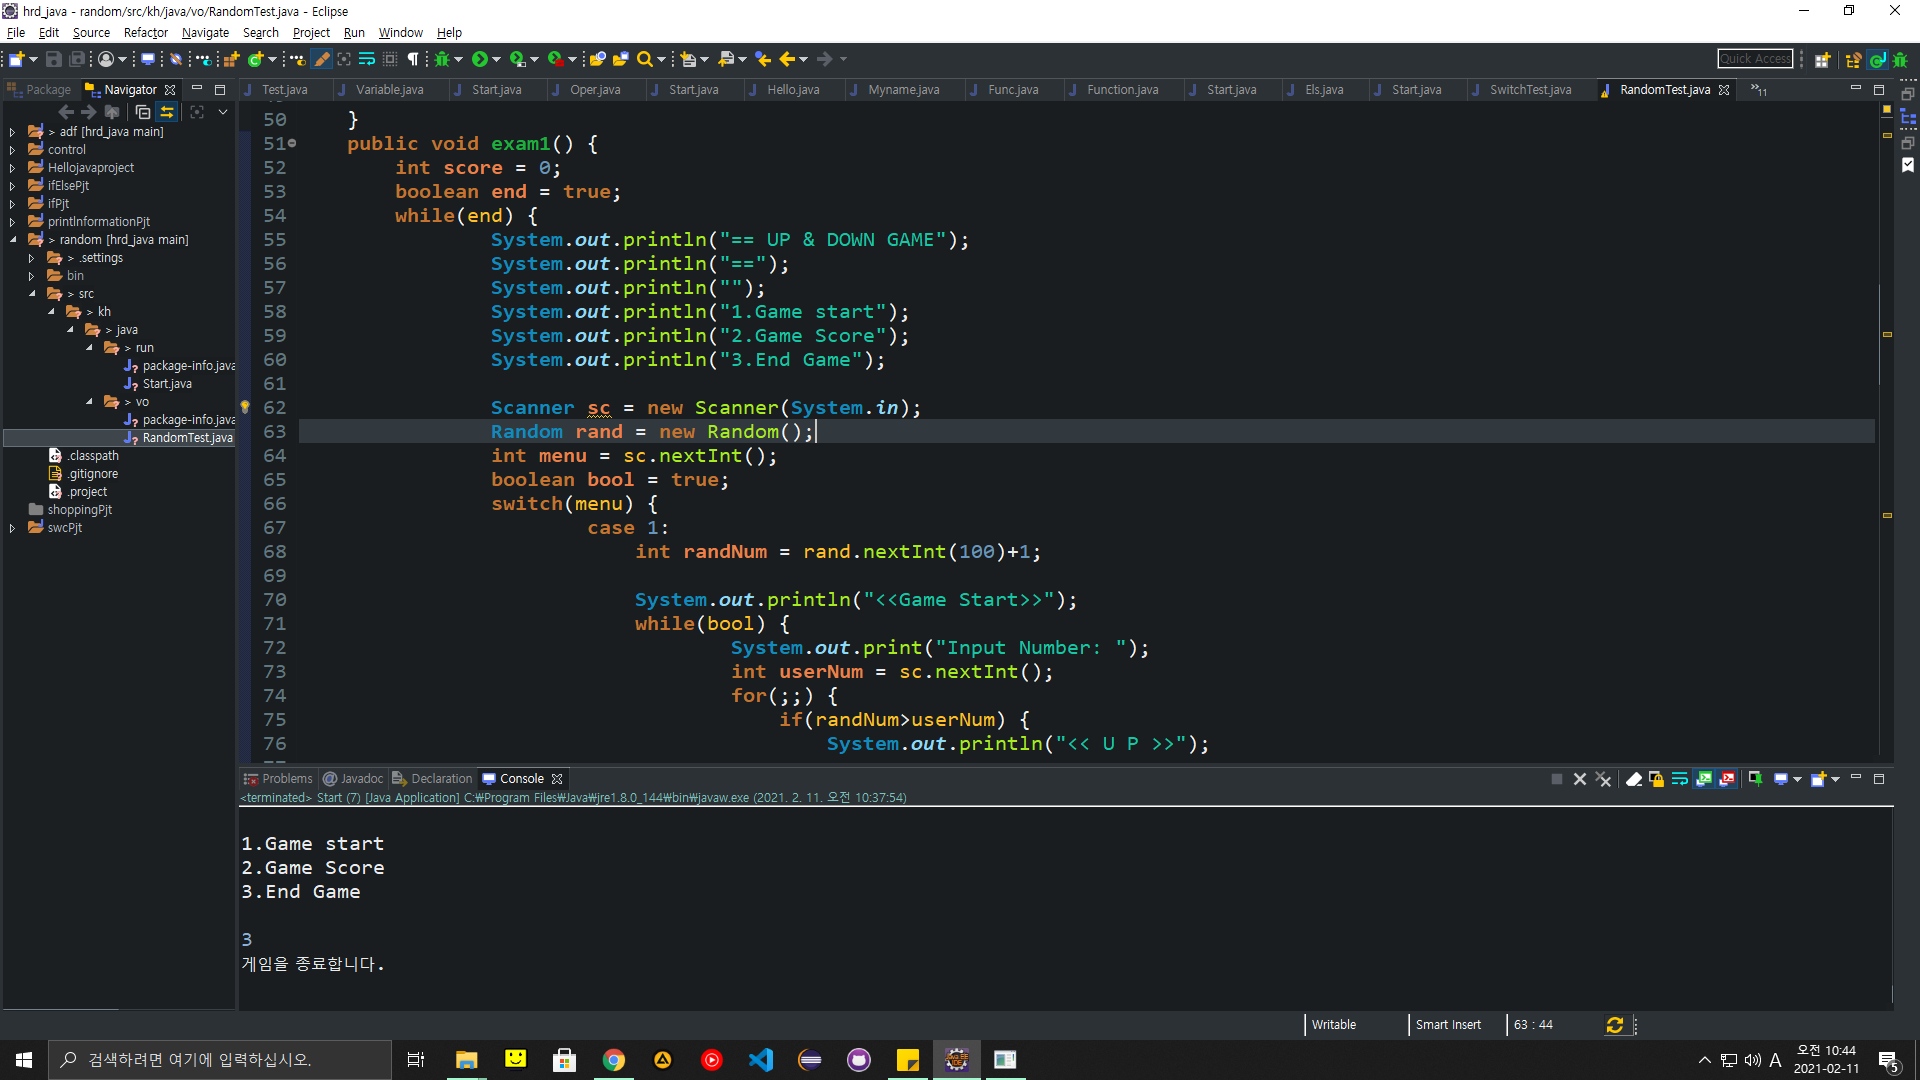 hrd_java - random/src/kh/java/vo/RandomTest.java - Eclipse
File Edit Source Refactor Navigate Search Project Run Window Help
Quick Access
Package Navigator
Test.java Variable.java Start.java Oper.java Start.java Hello.java Myname.java Func.java Function.java Start.java Els.java Start.java SwitchTest.java RandomTest.java »11
> adf [hrd_java main]
control
Hellojavaproject
ifElsePjt
ifPjt
printInformationPjt
> random [hrd_java main]
> .settings
bin
> src
> kh
> java
> run
package-info.java
Start.java
> vo
package-info.java
RandomTest.java
.classpath
.gitignore
.project
shoppingPjt
swcPjt
50 }
51 public void exam1() {
52 int score = 0;
53 boolean end = true;
54 while(end) {
55 System.out.println("== UP & DOWN GAME");
56 System.out.println("==");
57 System.out.println("");
58 System.out.println("1.Game start");
59 System.out.println("2.Game Score");
60 System.out.println("3.End Game");
61
62 Scanner sc = new Scanner(System.in);
63 Random rand = new Random();
64 int menu = sc.nextInt();
65 boolean bool = true;
66 switch(menu) {
67 case 1:
68 int randNum = rand.nextInt(100)+1;
69
70 System.out.println("<<Game Start>>");
71 while(bool) {
72 System.out.print("Input Number: ");
73 int userNum = sc.nextInt();
74 for(;;) {
75 if(randNum>userNum) {
76 System.out.println("<< U P >>");
Problems @ Javadoc Declaration Console
<terminated> Start (7) [Java Application] C:₩Program Files₩Java₩jre1.8.0_144₩bin₩javaw.exe (2021. 2. 11. 오전 10:37:54)
1.Game start
2.Game Score
3.End Game
3
게임을 종료합니다.
Writable Smart Insert 63 : 44
검색하려면 여기에 입력하십시오.
A 오전 10:44
2021-02-11
5